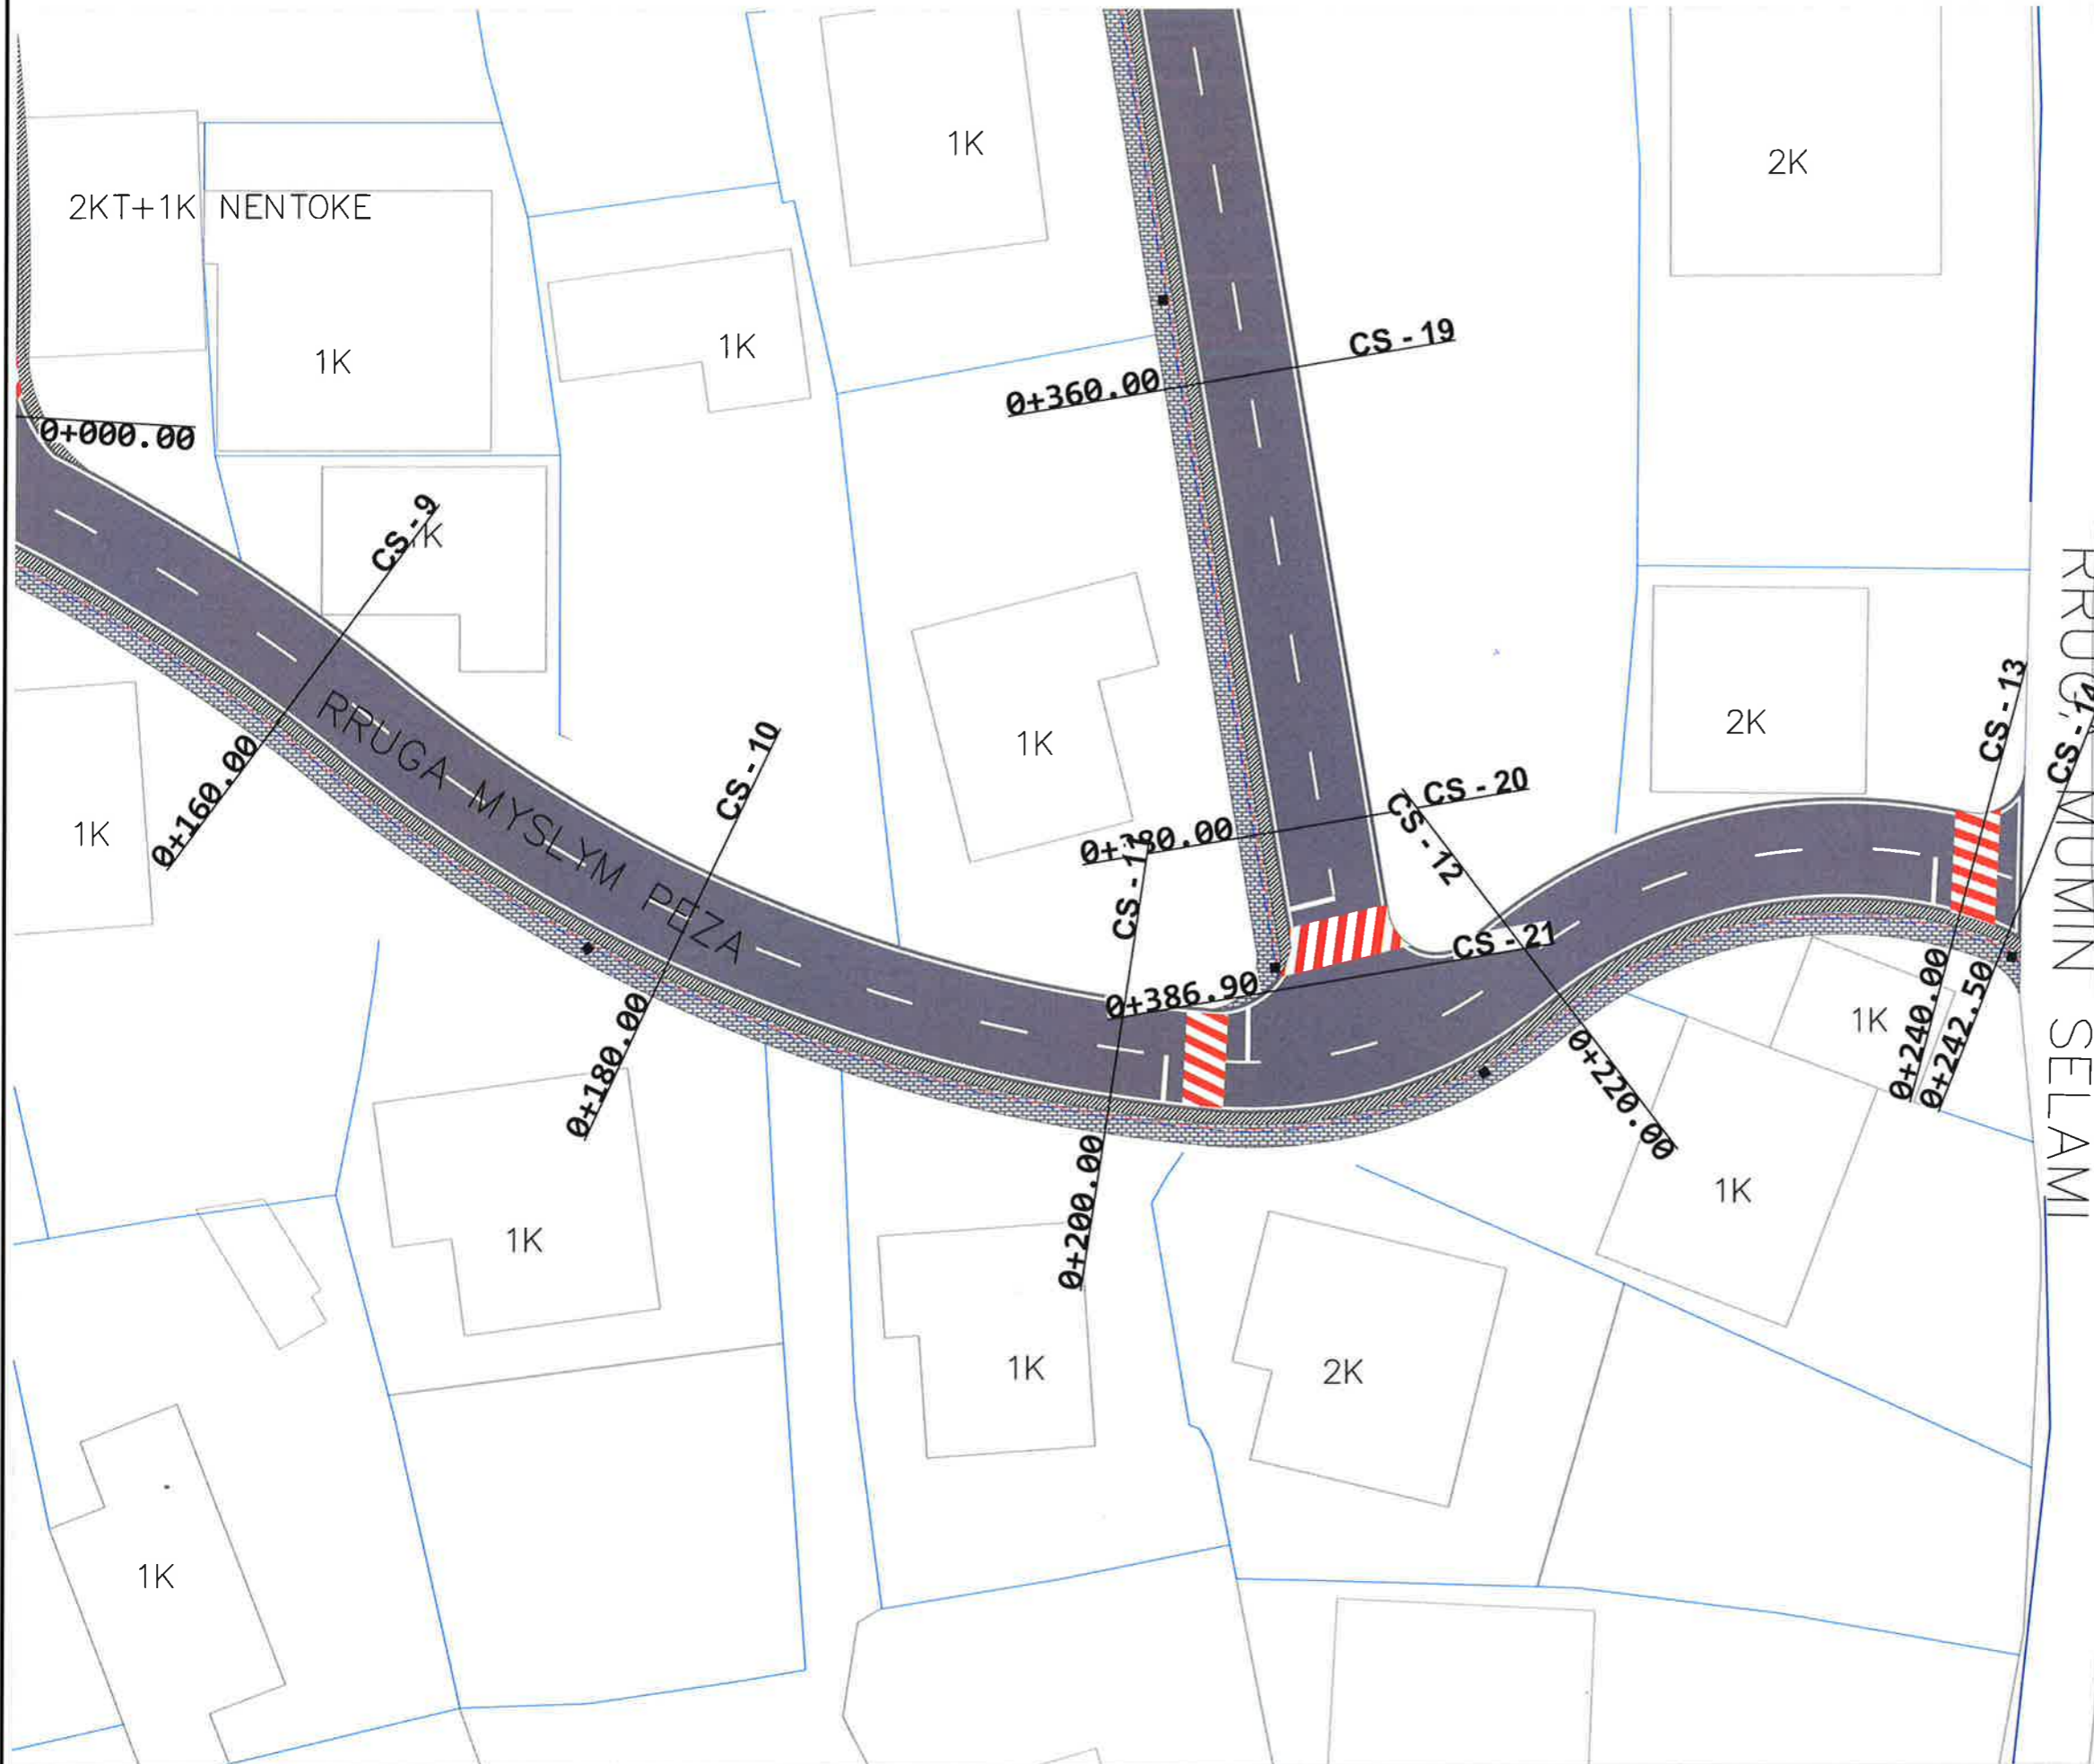 1K
2K
2KT+1K NENTOKE
1K
1K
CS - 19
0+360.00
0+000.00
CS - 9
1K
RRUGA MYSLYM PEZA
1K
0+160.00
CS - 10
1K
2K
CS - 13
RRUG, MUMIN SELAMI
CS - 20
CS - 12
CS - 21
0+386.90
0+180.00
0+200.00
0+220.00
1K
0+240.00
0+242.50
1K
1K
1K
2K
1K